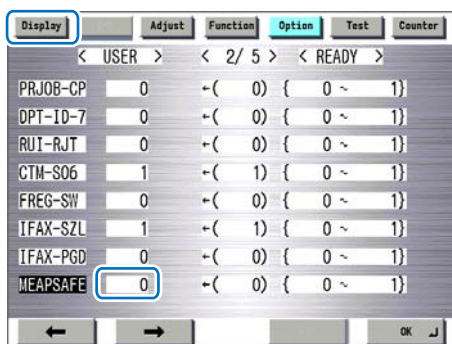 Display Adjust Function Option Test Counter
< USER > < 2/ 5 > < READY >
PRJOB-CP 0 ←( 0) { 0 ~ 1}
DPT-ID-7 0 ←( 0) { 0 ~ 1}
RUI-RJT 0 ←( 0) { 0 ~ 1}
CTM-S06 1 ←( 1) { 0 ~ 1}
FREG-SW 0 ←( 0) { 0 ~ 1}
IFAX-SZL 1 ←( 1) { 0 ~ 1}
IFAX-PGD 0 ←( 0) { 0 ~ 1}
MEAPSAFE 0 ←( 0) { 0 ~ 1}
← → OK ↵